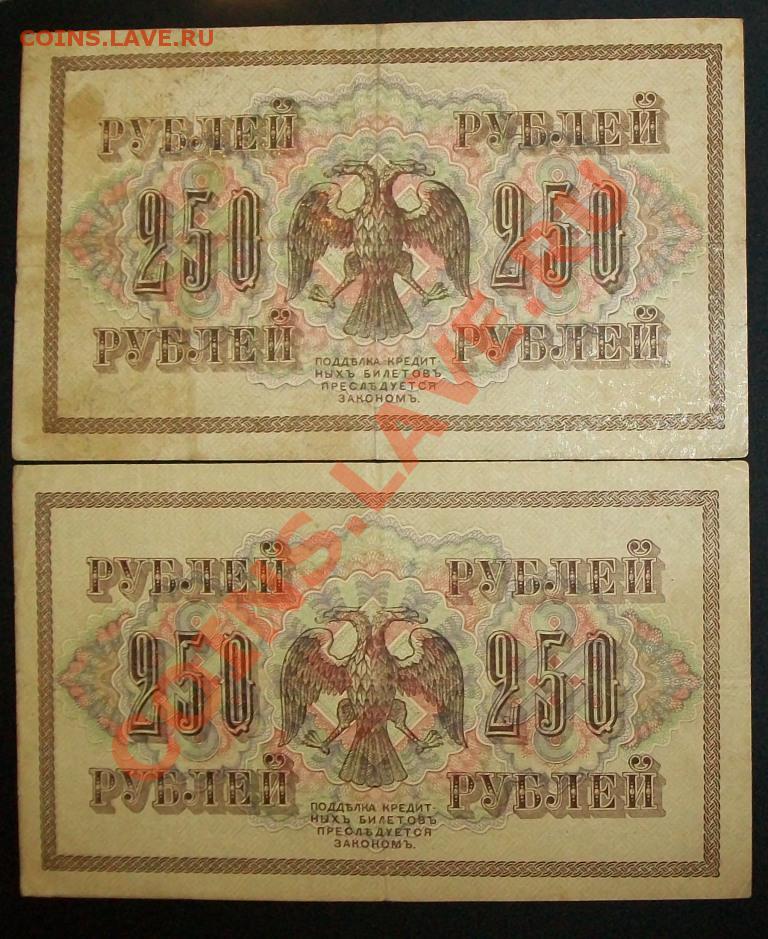 COINS.LAVE.RU
РУБЛЕЙ РУБЛЕЙ
250 250
РУБЛЕЙ РУБЛЕЙ
ПОДДѢЛКА КРЕДИТ-
НЫХЪ БИЛЕТОВЪ
ПРЕСЛѢДУЕТСЯ
ЗАКОНОМЪ.
COINS.LAVE.RU
РУБЛЕЙ РУБЛЕЙ
250 250
РУБЛЕЙ РУБЛЕЙ
ПОДДѢЛКА КРЕДИТ-
НЫХЪ БИЛЕТОВЪ
ПРЕСЛѢДУЕТСЯ
ЗАКОНОМЪ.